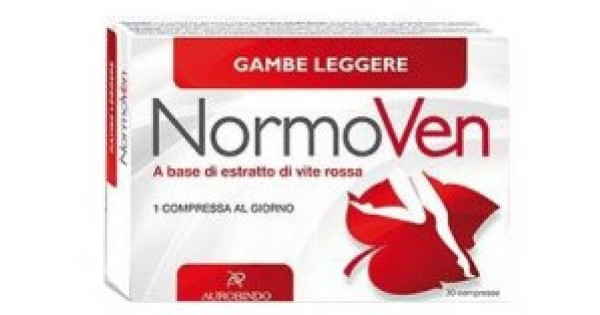 GAMBE LEGGERE
NormoVen
A base di estratto di vite rossa
1 COMPRESSA AL GIORNO
30 compresse
AUROBINDO
NormoVen